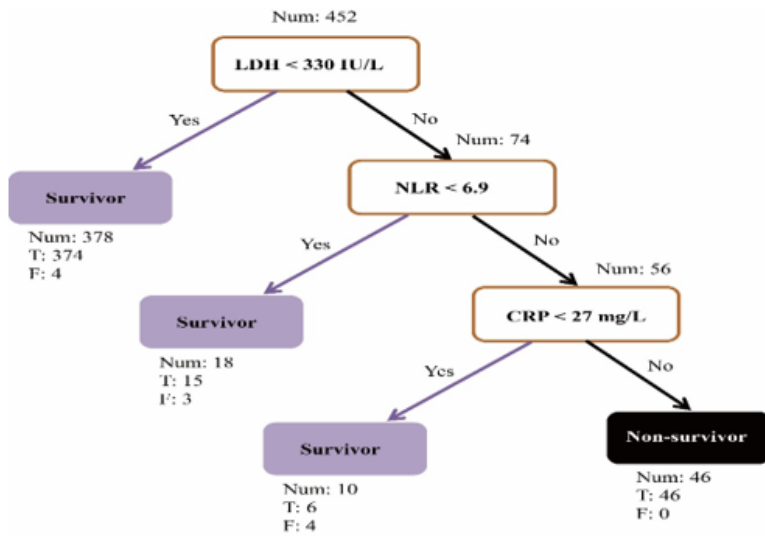 Num: 452
LDH < 330 IU/L
Yes
No
Num: 74
Survivor
NLR < 6.9
Num: 378
T: 374
F: 4
Yes
No
Num: 56
Survivor
CRP < 27 mg/L
Num: 18
T: 15
F: 3
Yes
No
Survivor
Non-survivor
Num: 10
T: 6
F: 4
Num: 46
T: 46
F: 0